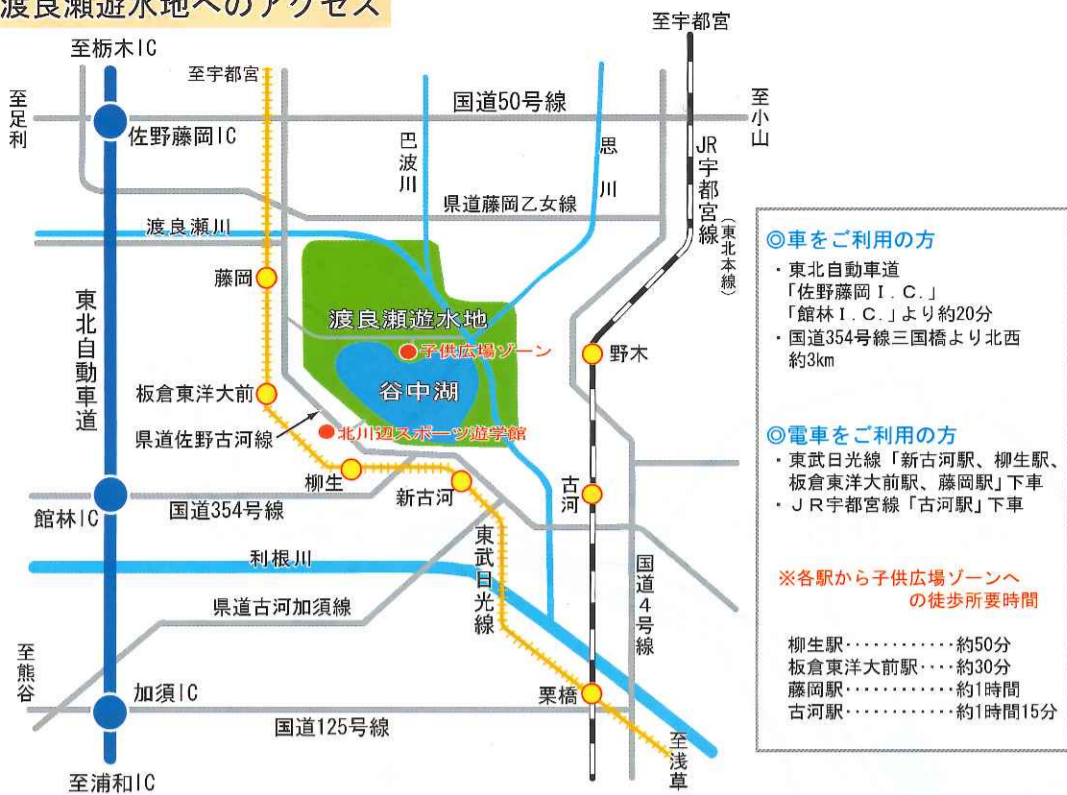 渡良瀬遊水地へのアクセス
至宇都宮
至栃木IC
至宇都宮
至足利
国道50号線
至小山
佐野藤岡IC
巴波川
思川
JR宇都宮線
(東北本線)
県道藤岡乙女線
渡良瀬川
藤岡
東北自動車道
渡良瀬遊水地
子供広場ゾーン
野木
谷中湖
板倉東洋大前
県道佐野古河線
北川辺スポーツ遊学館
柳生
新古河
古河
館林IC
国道354号線
利根川
東武日光線
国道4号線
県道古河加須線
至熊谷
加須IC
栗橋
国道125号線
至浅草
至浦和IC
◎車をご利用の方
・東北自動車道
「佐野藤岡I.C.」
「館林I.C.」より約20分
・国道354号線三国橋より北西
約3km
◎電車をご利用の方
・東武日光線「新古河駅、柳生駅、
板倉東洋大前駅、藤岡駅」下車
・JR宇都宮線「古河駅」下車
※各駅から子供広場ゾーンへ
の徒歩所要時間
柳生駅············約50分
板倉東洋大前駅····約30分
藤岡駅············約1時間
古河駅············約1時間15分